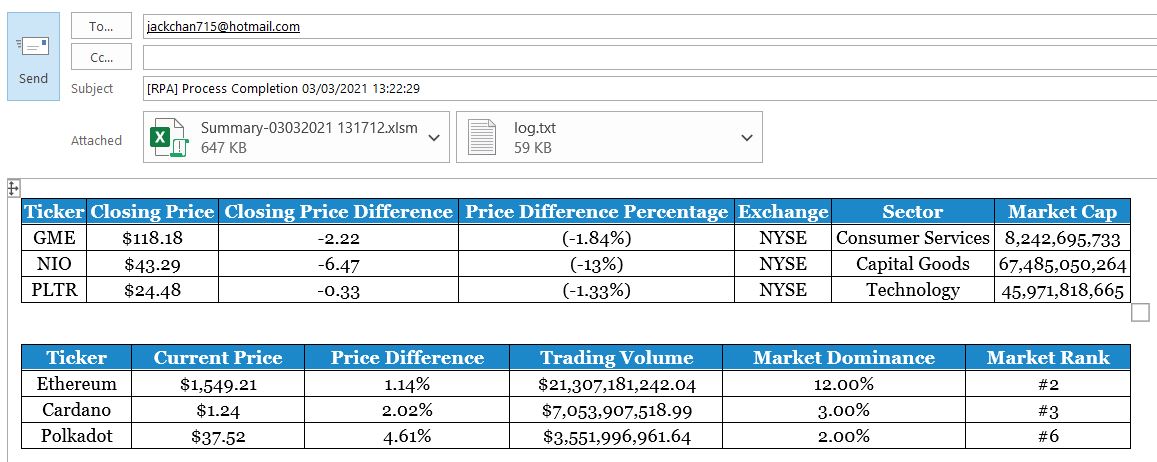 To... jackchan715@hotmail.com
Cc...
Send
Subject [RPA] Process Completion 03/03/2021 13:22:29
Attached
Summary-03032021 131712.xlsm
647 KB
log.txt
59 KB
Ticker Closing Price Closing Price Difference Price Difference Percentage Exchange Sector Market Cap
GME $118.18 -2.22 (-1.84%) NYSE Consumer Services 8,242,695,733
NIO $43.29 -6.47 (-13%) NYSE Capital Goods 67,485,050,264
PLTR $24.48 -0.33 (-1.33%) NYSE Technology 45,971,818,665
Ticker Current Price Price Difference Trading Volume Market Dominance Market Rank
Ethereum $1,549.21 1.14% $21,307,181,242.04 12.00% #2
Cardano $1.24 2.02% $7,053,907,518.99 3.00% #3
Polkadot $37.52 4.61% $3,551,996,961.64 2.00% #6